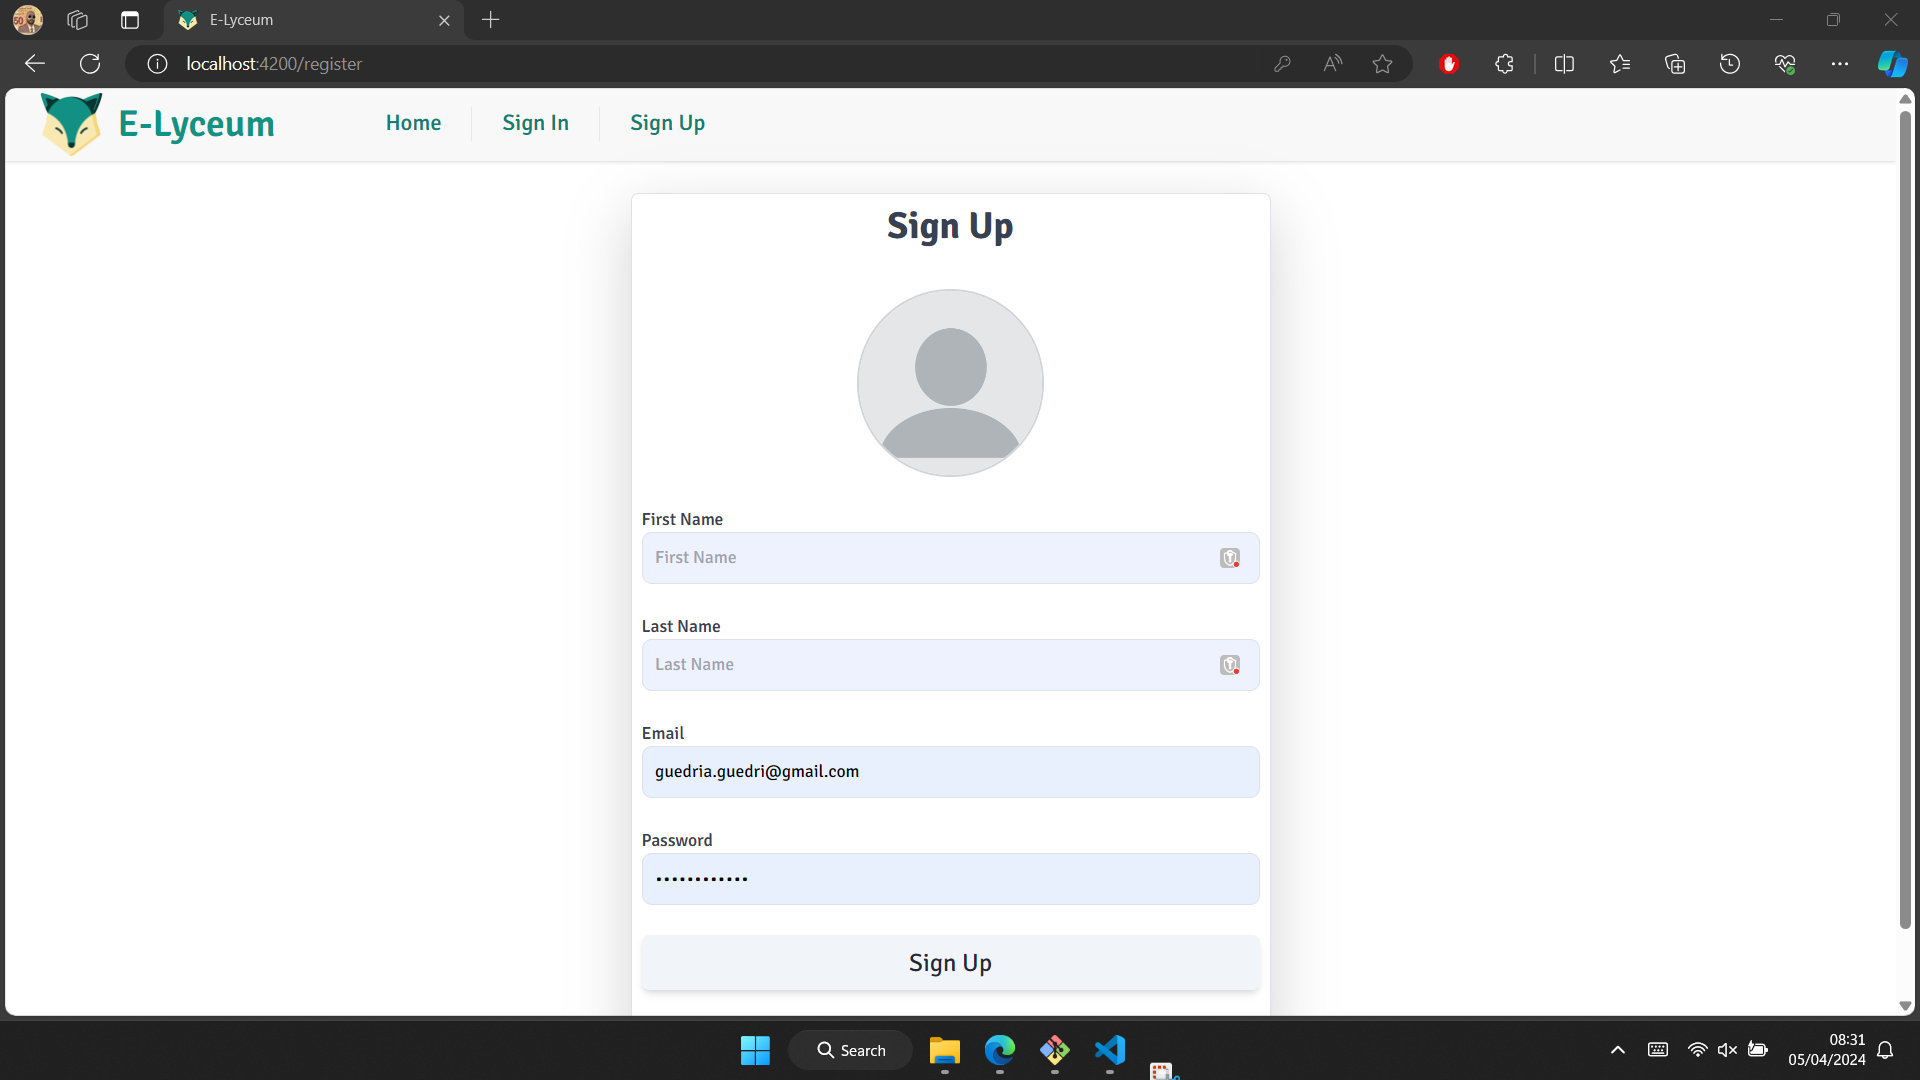 E-Lyceum
localhost:4200/register
E-Lyceum
Home
Sign In
Sign Up
Sign Up
First Name
First Name
Last Name
Last Name
Email
guedria.guedri@gmail.com
Password
••••••••••••
Sign Up
Search
08:31
05/04/2024